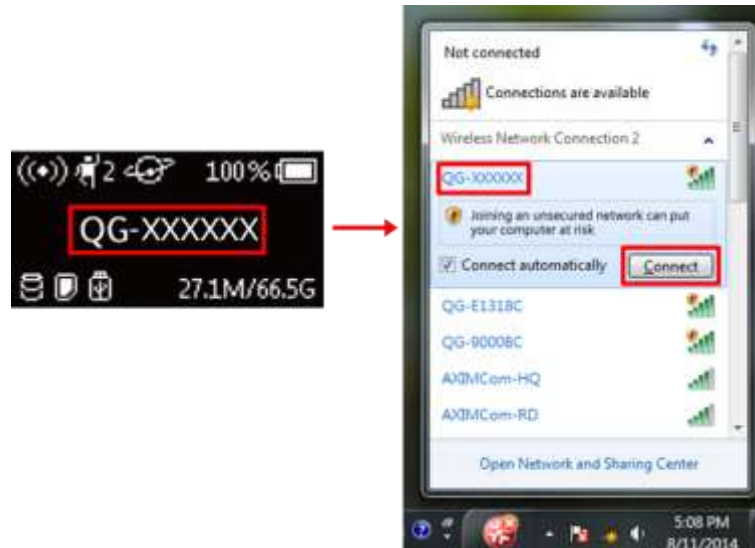 2 100%
QG-XXXXXX
27.1M/66.5G
Not connected
Connections are available
Wireless Network Connection 2
QG-XXXXXX
Joining an unsecured network can put
your computer at risk
Connect automatically Connect
QG-E1318C
QG-9000BC
AXIMCom-HQ
AXIMCom-RD
Open Network and Sharing Center
5:08 PM
8/11/2014